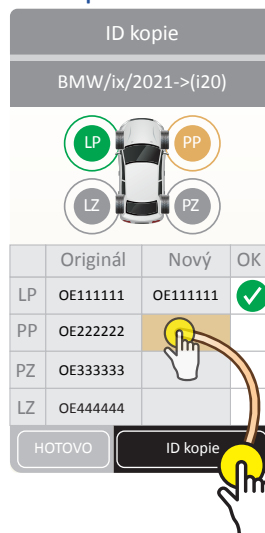 ID kopie
BMW/ix/2021->(i20)
LP PP
LZ PZ
Originál Nový OK
LP OE111111 OE111111
PP OE222222
PZ OE333333
LZ OE444444
HOTOVO ID kopie